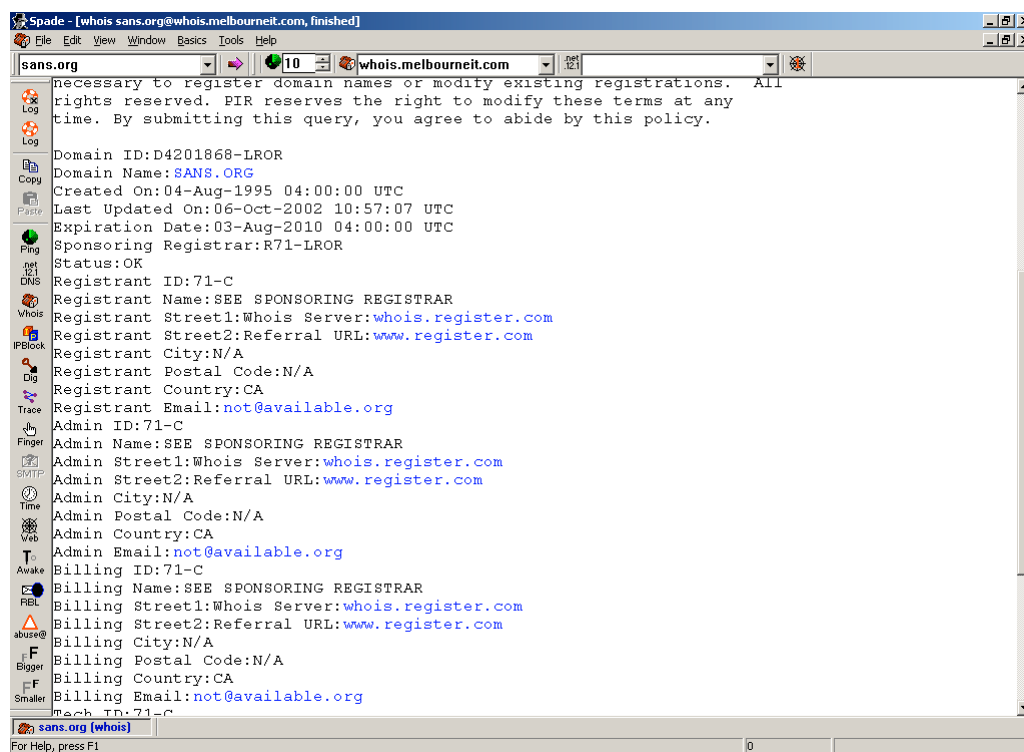 Spade - [whois sans.org@whois.melbourneit.com, finished]
File Edit View Window Basics Tools Help
sans.org 10 whois.melbourneit.com .net 12.1
Log
Log
Copy
Paste
Ping
.net 12.1 DNS
Whois
IPBlock
Dig
Trace
Finger
SMTP
Time
Web
Awake
RBL
abuse@
Bigger
Smaller
necessary to register domain names or modify existing registrations. All
rights reserved. PIR reserves the right to modify these terms at any
time. By submitting this query, you agree to abide by this policy.
Domain ID:D4201868-LROR
Domain Name:SANS.ORG
Created On:04-Aug-1995 04:00:00 UTC
Last Updated On:06-Oct-2002 10:57:07 UTC
Expiration Date:03-Aug-2010 04:00:00 UTC
Sponsoring Registrar:R71-LROR
Status:OK
Registrant ID:71-C
Registrant Name:SEE SPONSORING REGISTRAR
Registrant Street1:Whois Server:whois.register.com
Registrant Street2:Referral URL:www.register.com
Registrant City:N/A
Registrant Postal Code:N/A
Registrant Country:CA
Registrant Email:not@available.org
Admin ID:71-C
Admin Name:SEE SPONSORING REGISTRAR
Admin Street1:Whois Server:whois.register.com
Admin Street2:Referral URL:www.register.com
Admin City:N/A
Admin Postal Code:N/A
Admin Country:CA
Admin Email:not@available.org
Billing ID:71-C
Billing Name:SEE SPONSORING REGISTRAR
Billing Street1:Whois Server:whois.register.com
Billing Street2:Referral URL:www.register.com
Billing City:N/A
Billing Postal Code:N/A
Billing Country:CA
Billing Email:not@available.org
Tech ID:71-C
sans.org (whois)
For Help, press F1 0